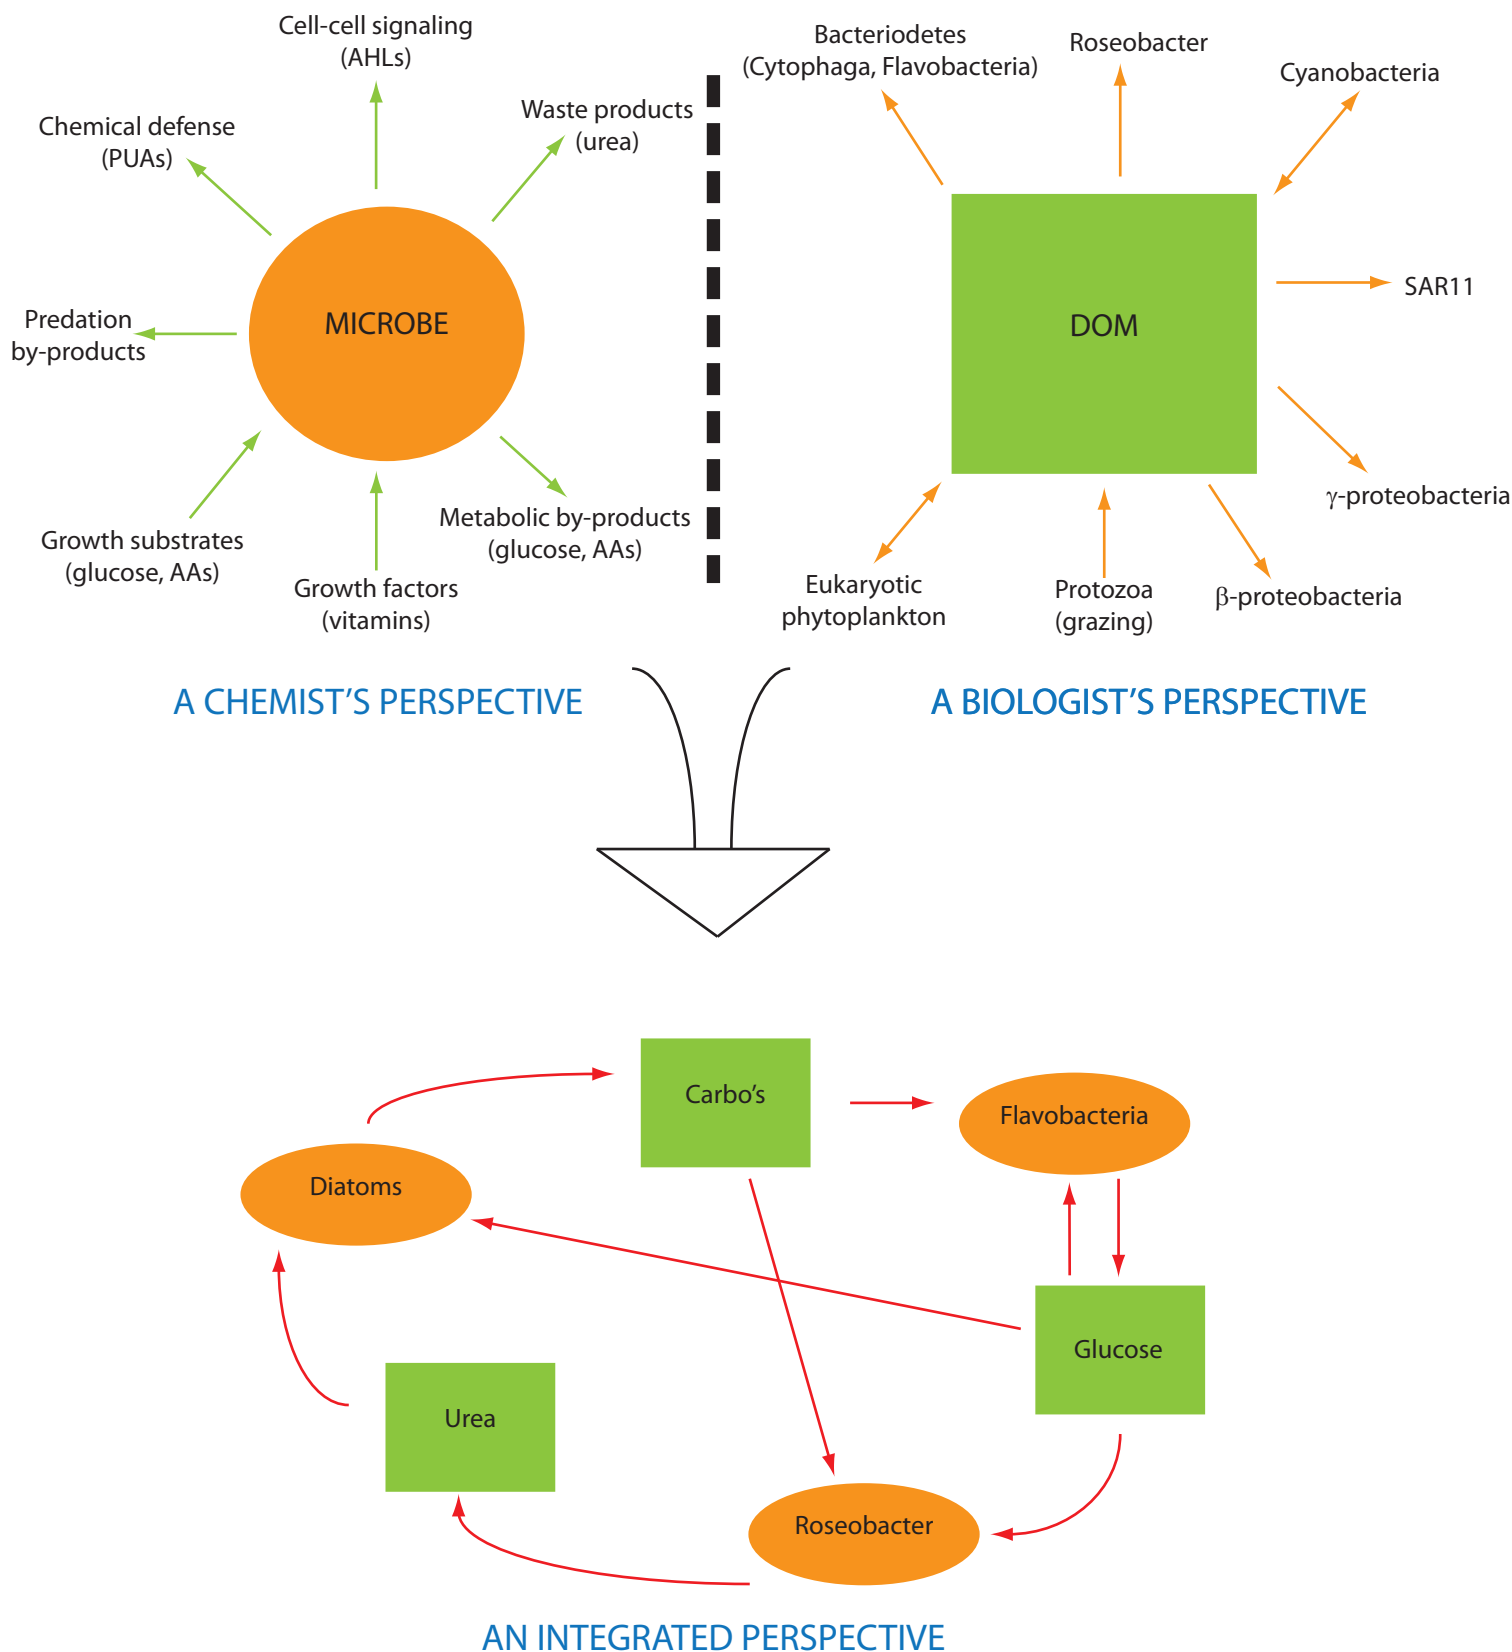 Cell-cell signaling
(AHLs)
Waste products
(urea)
Chemical defense
(PUAs)
MICROBE
Predation
by-products
Growth substrates
(glucose, AAs)
Growth factors
(vitamins)
Metabolic by-products
(glucose, AAs)
A CHEMIST'S PERSPECTIVE
Bacteriodetes
(Cytophaga, Flavobacteria)
Roseobacter
Cyanobacteria
DOM
SAR11
γ-proteobacteria
β-proteobacteria
Protozoa
(grazing)
Eukaryotic
phytoplankton
A BIOLOGIST'S PERSPECTIVE
Carbo's
Flavobacteria
Diatoms
Glucose
Urea
Roseobacter
AN INTEGRATED PERSPECTIVE